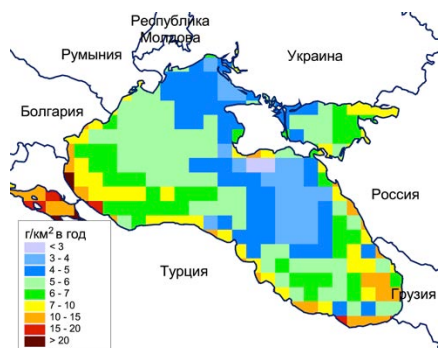 Республика
Молдова
Румыния
Украина
Болгария
Россия
г/км² в год
< 3
3 - 4
4 - 5
5 - 6
6 - 7
7 - 10
10 - 15
15 - 20
> 20
Турция
Грузия